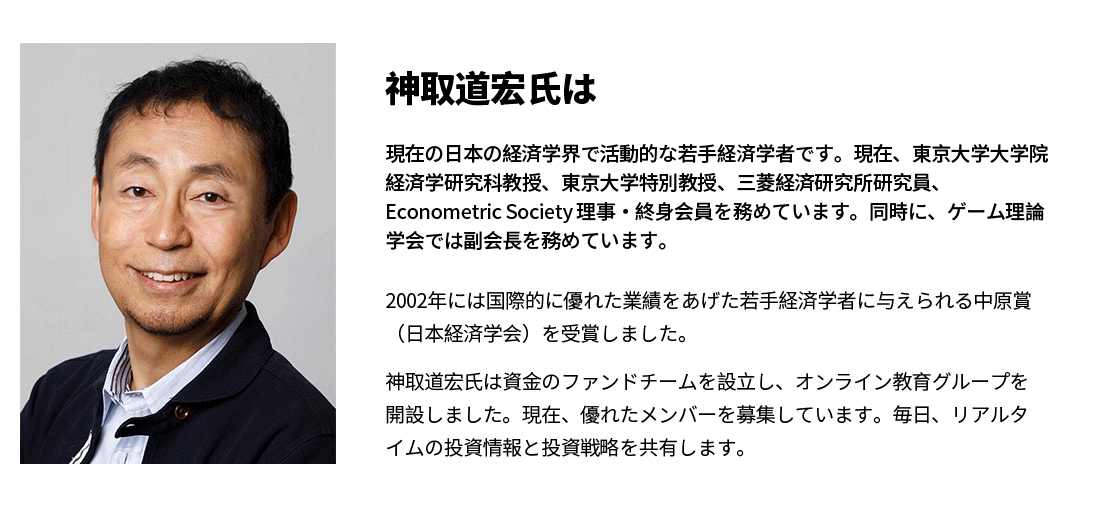 神取道宏氏は
現在の日本の経済学界で活動的な若手経済学者です。現在、東京大学大学院
経済学研究科教授、東京大学特別教授、三菱経済研究所研究員、
Econometric Society 理事・終身会員を務めています。同時に、ゲーム理論
学会では副会長を務めています。
2002年には国際的に優れた業績をあげた若手経済学者に与えられる中原賞
（日本経済学会）を受賞しました。
神取道宏氏は資金のファンドチームを設立し、オンライン教育グループを
開設しました。現在、優れたメンバーを募集しています。毎日、リアルタ
イムの投資情報と投資戦略を共有します。